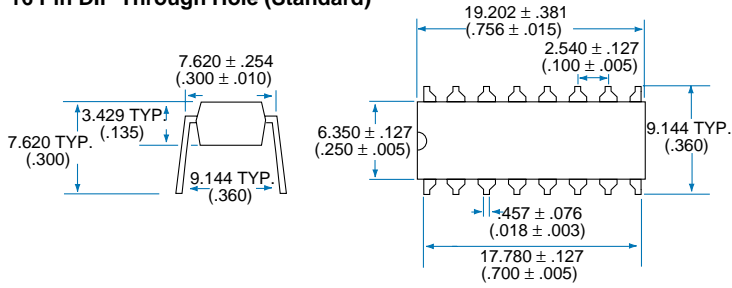 16 Pin DIP Through Hole (Standard)
19.202 ± .381
(.756 ± .015)
7.620 ± .254
(.300 ± .010)
2.540 ± .127
(.100 ± .005)
3.429 TYP.
(.135)
7.620 TYP.
(.300)
6.350 ± .127
(.250 ± .005)
9.144 TYP.
(.360)
9.144 TYP.
(.360)
.457 ± .076
(.018 ± .003)
17.780 ± .127
(.700 ± .005)